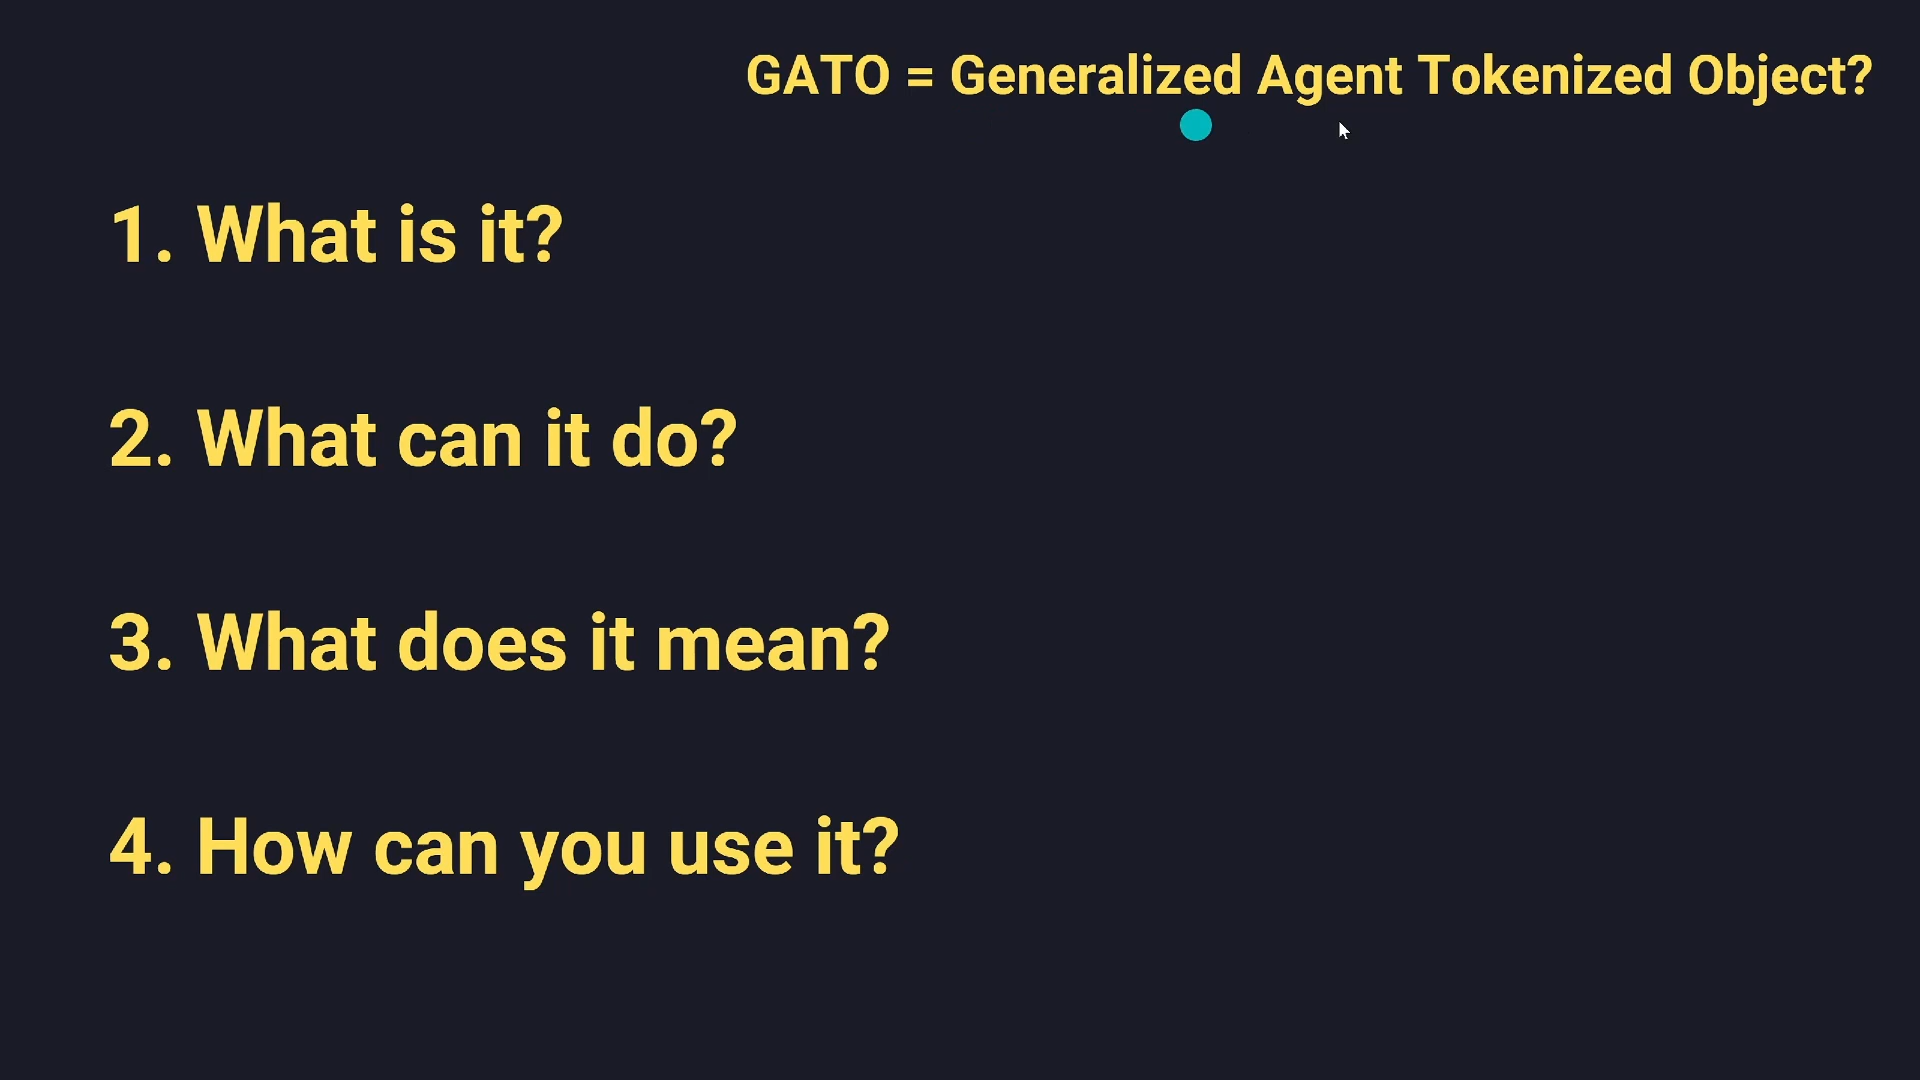 GATO = Generalized Agent Tokenized Object?
1. What is it?
2. What can it do?
3. What does it mean?
4. How can you use it?